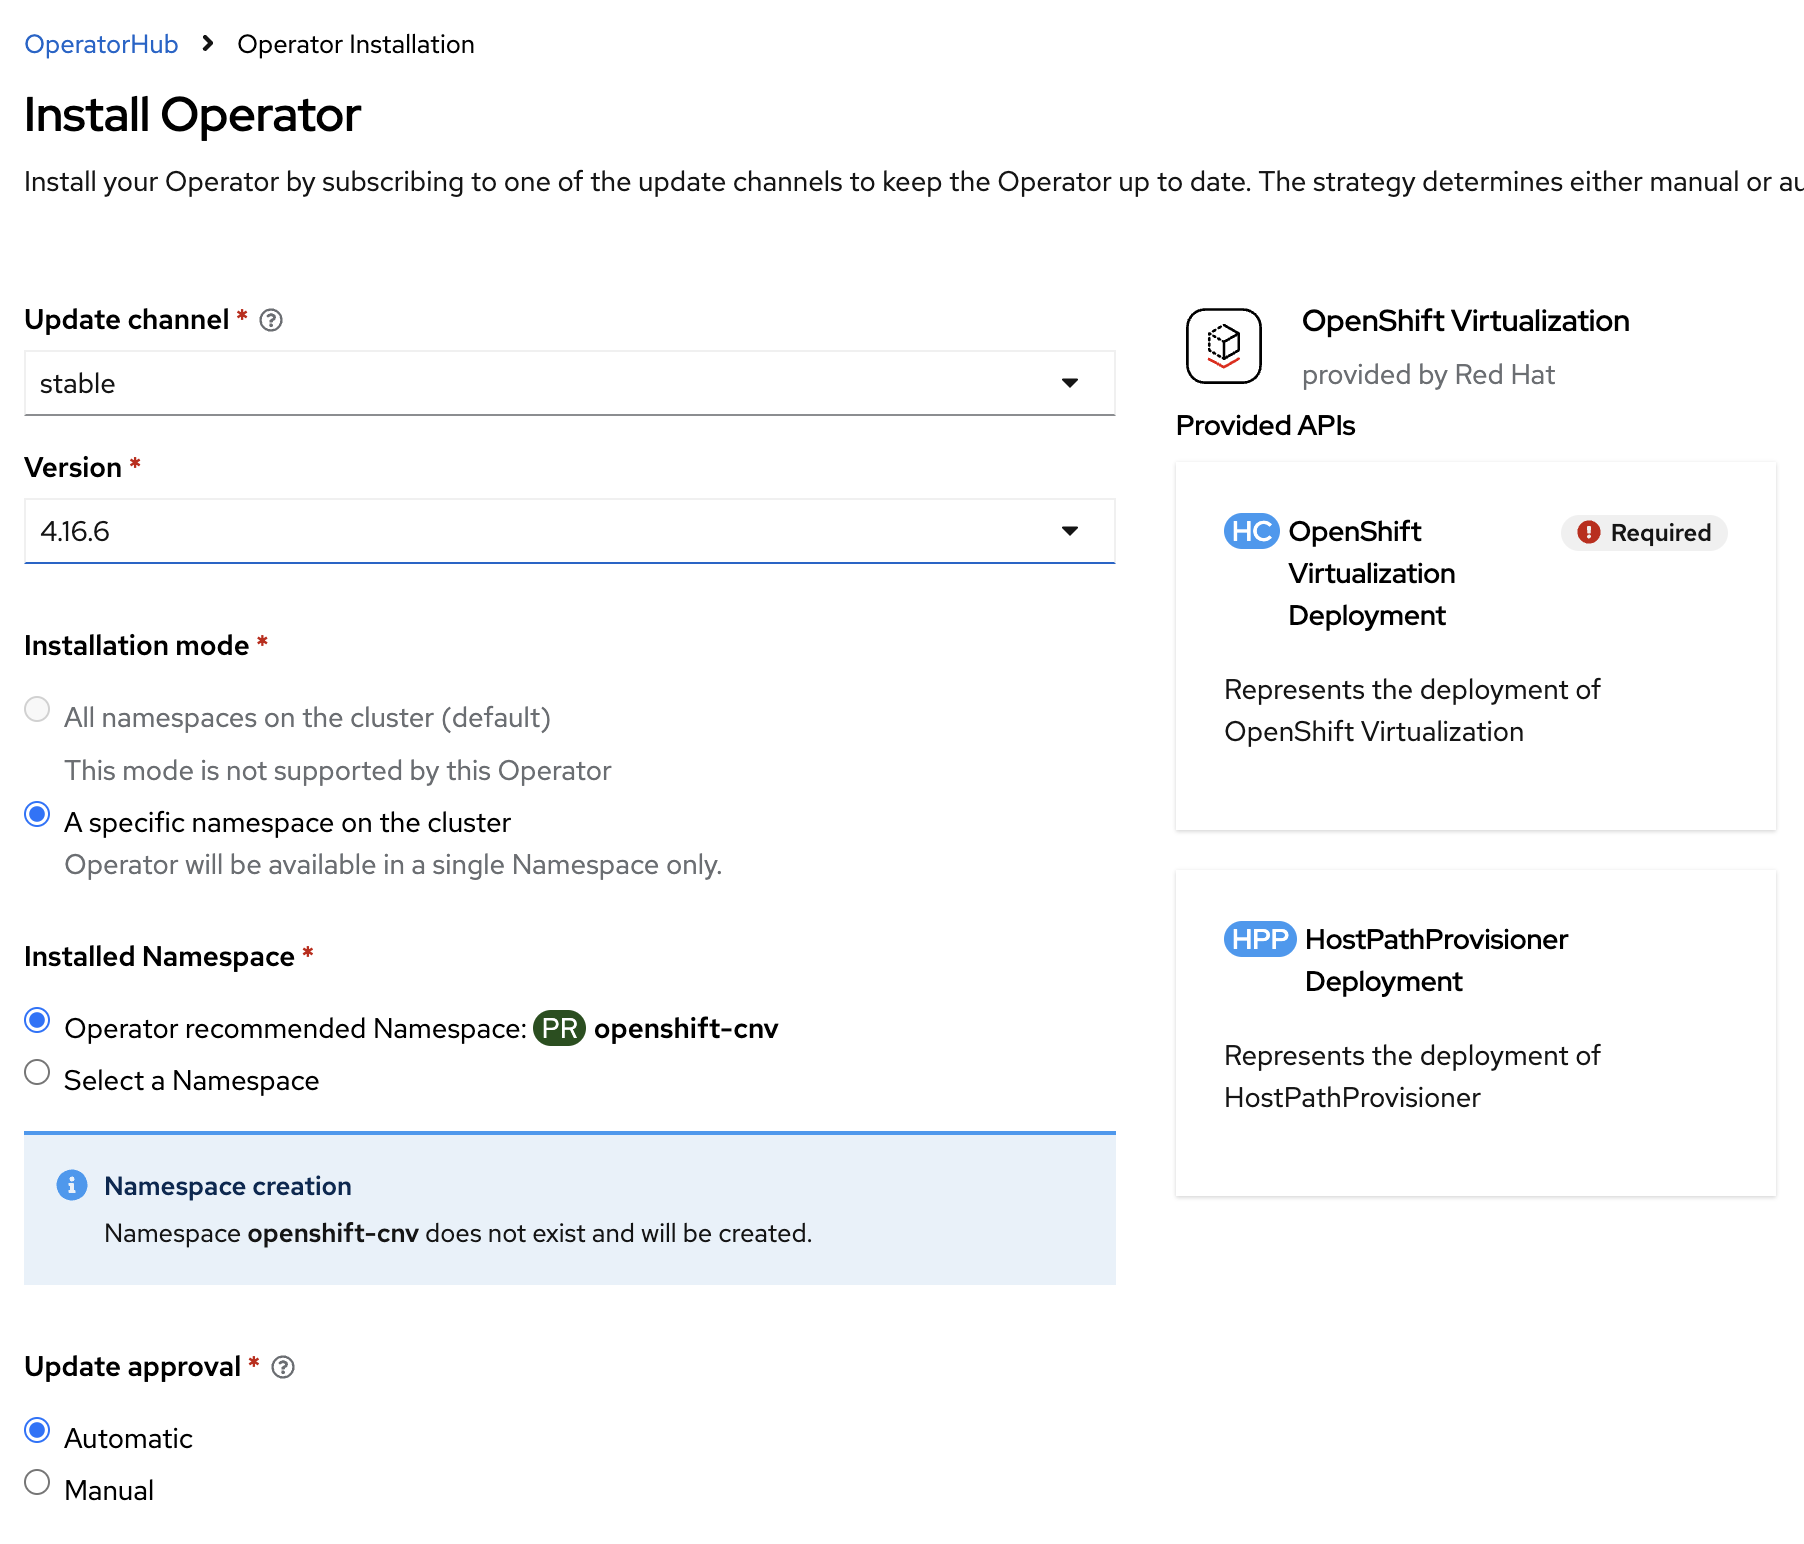 OperatorHub > Operator Installation
Install Operator
Install your Operator by subscribing to one of the update channels to keep the Operator up to date. The strategy determines either manual or au
Update channel *
stable
Version *
4.16.6
Installation mode *
All namespaces on the cluster (default)
This mode is not supported by this Operator
A specific namespace on the cluster
Operator will be available in a single Namespace only.
Installed Namespace *
Operator recommended Namespace: PR openshift-cnv
Select a Namespace
Namespace creation
Namespace openshift-cnv does not exist and will be created.
Update approval *
Automatic
Manual
OpenShift Virtualization
provided by Red Hat
Provided APIs
HC OpenShift
Virtualization
Deployment
Required
Represents the deployment of
OpenShift Virtualization
HPP HostPathProvisioner
Deployment
Represents the deployment of
HostPathProvisioner